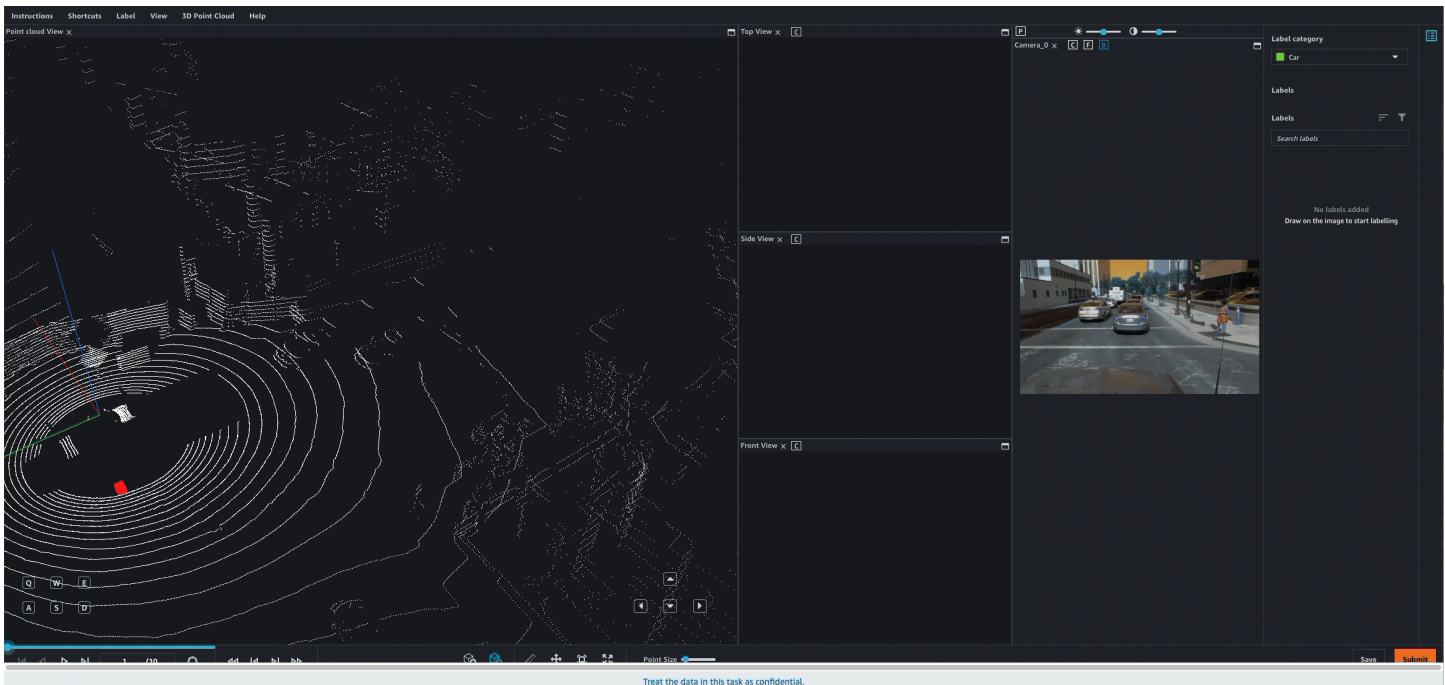 Instructions Shortcuts Label View 3D Point Cloud Help
Point cloud View x
Top View x C
P
Camera_0 x C F B
Label category
Car
Labels
Labels
Search labels
No labels added
Draw on the image to start labelling
Side View x C
Front View x C
Q W E
A S D
1 /10
Point Size
Save
Submit
Treat the data in this task as confidential.